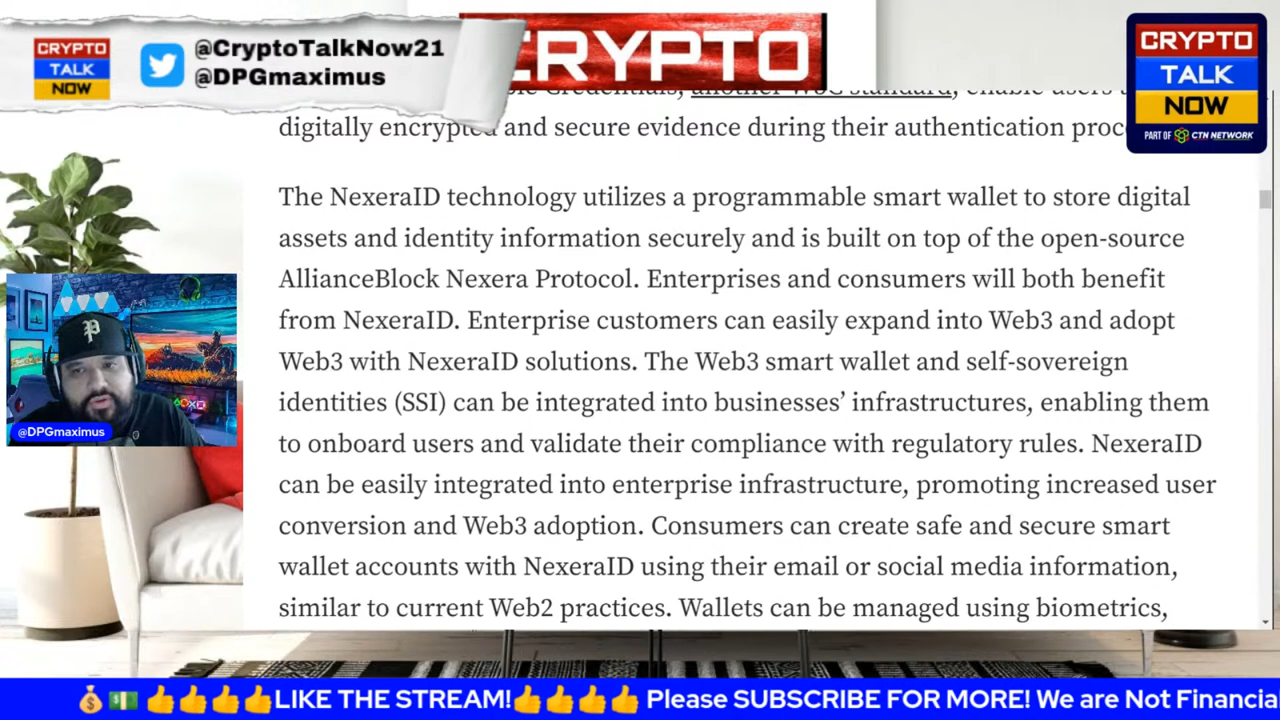 CRYPTO
TALK
NOW
@CryptoTalkNow21
@DPGmaximus
CRYPTO
CRYPTO
TALK
NOW
PART OF CTN NETWORK
Credentials, another W3C standard, enable users
digitally encrypted and secure evidence during their authentication proc
The NexeraID technology utilizes a programmable smart wallet to store digital
assets and identity information securely and is built on top of the open-source
AllianceBlock Nexera Protocol. Enterprises and consumers will both benefit
from NexeraID. Enterprise customers can easily expand into Web3 and adopt
Web3 with NexeraID solutions. The Web3 smart wallet and self-sovereign
identities (SSI) can be integrated into businesses’ infrastructures, enabling them
to onboard users and validate their compliance with regulatory rules. NexeraID
can be easily integrated into enterprise infrastructure, promoting increased user
conversion and Web3 adoption. Consumers can create safe and secure smart
wallet accounts with NexeraID using their email or social media information,
similar to current Web2 practices. Wallets can be managed using biometrics,
P
@DPGmaximus
LIKE THE STREAM! Please SUBSCRIBE FOR MORE! We are Not Financia